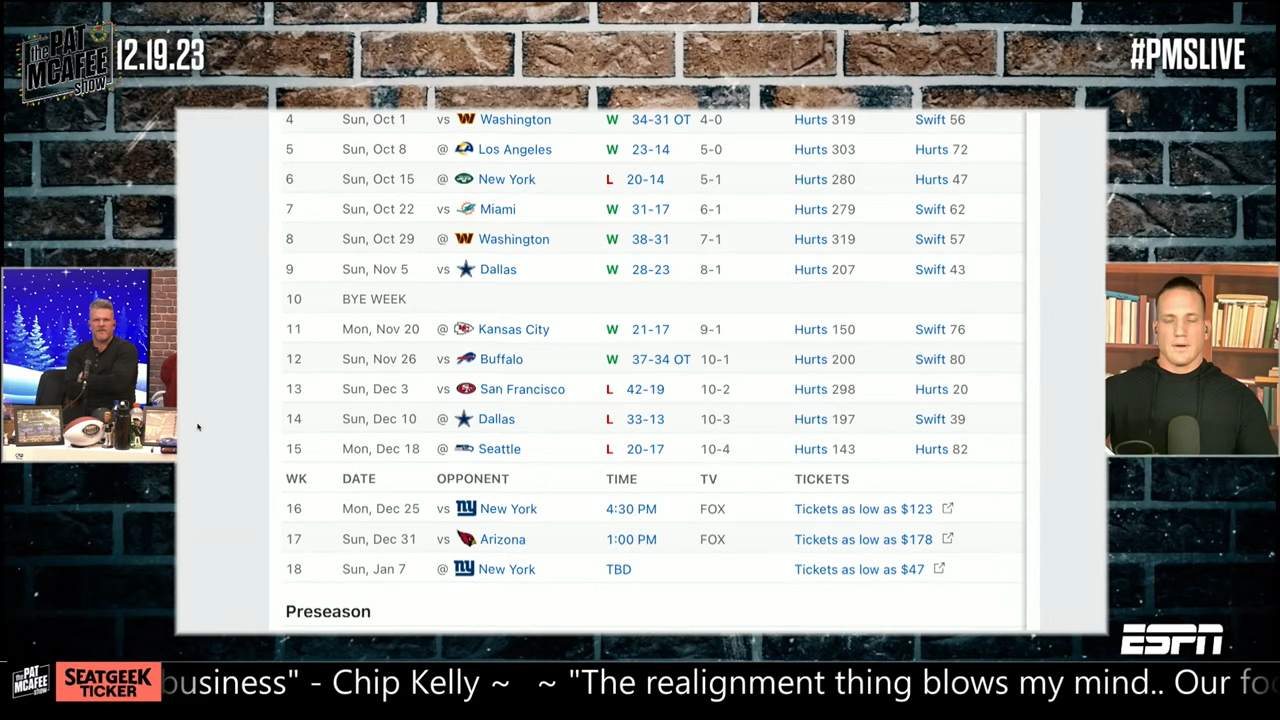 the PAT MCAFEE show 12.19.23
#PMSLIVE
4 Sun, Oct 1 vs Washington W 34-31 OT 4-0 Hurts 319 Swift 56
5 Sun, Oct 8 @ Los Angeles W 23-14 5-0 Hurts 303 Hurts 72
6 Sun, Oct 15 @ New York L 20-14 5-1 Hurts 280 Hurts 47
7 Sun, Oct 22 vs Miami W 31-17 6-1 Hurts 279 Swift 62
8 Sun, Oct 29 @ Washington W 38-31 7-1 Hurts 319 Swift 57
9 Sun, Nov 5 vs Dallas W 28-23 8-1 Hurts 207 Swift 43
10 BYE WEEK
11 Mon, Nov 20 @ Kansas City W 21-17 9-1 Hurts 150 Swift 76
12 Sun, Nov 26 vs Buffalo W 37-34 OT 10-1 Hurts 200 Swift 80
13 Sun, Dec 3 vs San Francisco L 42-19 10-2 Hurts 298 Hurts 20
14 Sun, Dec 10 @ Dallas L 33-13 10-3 Hurts 197 Swift 39
15 Mon, Dec 18 @ Seattle L 20-17 10-4 Hurts 143 Hurts 82
WK DATE OPPONENT TIME TV TICKETS
16 Mon, Dec 25 vs ny New York 4:30 PM FOX Tickets as low as $123
17 Sun, Dec 31 vs Arizona 1:00 PM FOX Tickets as low as $178
18 Sun, Jan 7 @ ny New York TBD Tickets as low as $47
Preseason
ESPN
the PAT MCAFEE show SEATGEEK TICKER business" - Chip Kelly ~ ~ "The realignment thing blows my mind.. Our foo